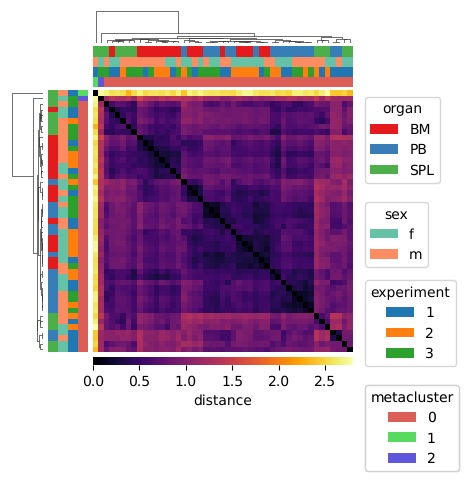 organ
BM
PB
SPL
sex
f
m
experiment
1
2
3
0.0 0.5 1.0 1.5 2.0 2.5
distance
metacluster
0
1
2